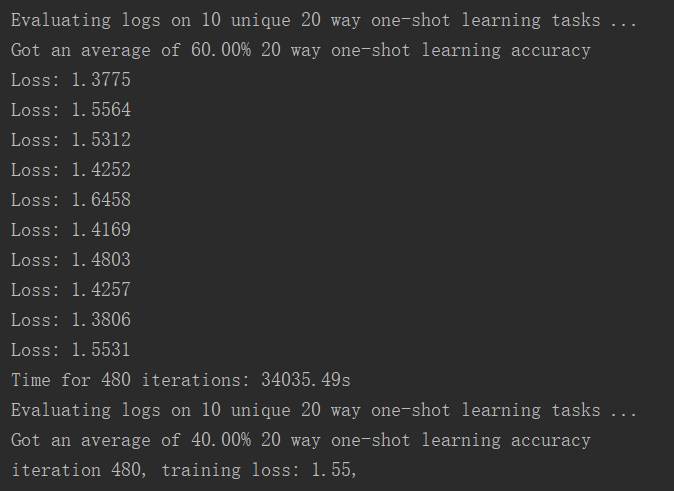 Evaluating logs on 10 unique 20 way one-shot learning tasks ...
Got an average of 60.00% 20 way one-shot learning accuracy
Loss: 1.3775
Loss: 1.5564
Loss: 1.5312
Loss: 1.4252
Loss: 1.6458
Loss: 1.4169
Loss: 1.4803
Loss: 1.4257
Loss: 1.3806
Loss: 1.5531
Time for 480 iterations: 34035.49s
Evaluating logs on 10 unique 20 way one-shot learning tasks ...
Got an average of 40.00% 20 way one-shot learning accuracy
iteration 480, training loss: 1.55,